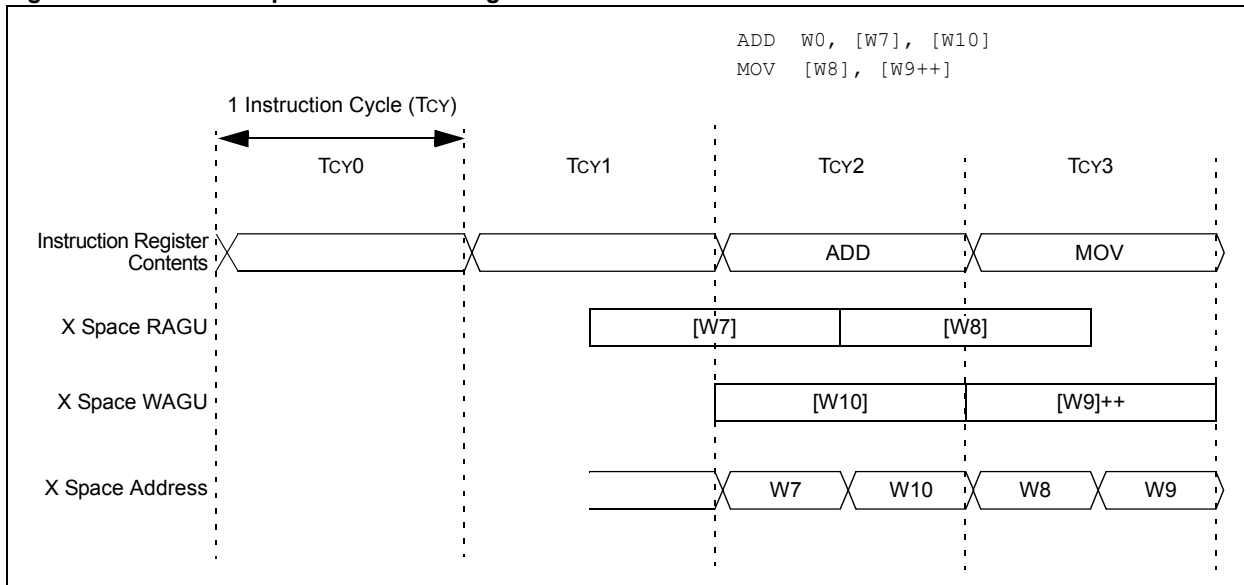 ADD W0, [W7], [W10]
MOV [W8], [W9++]
1 Instruction Cycle (TCY)
TCY0 TCY1 TCY2 TCY3
Instruction Register
Contents
ADD MOV
X Space RAGU
[W7] [W8]
X Space WAGU
[W10] [W9]++
X Space Address
W7 W10 W8 W9